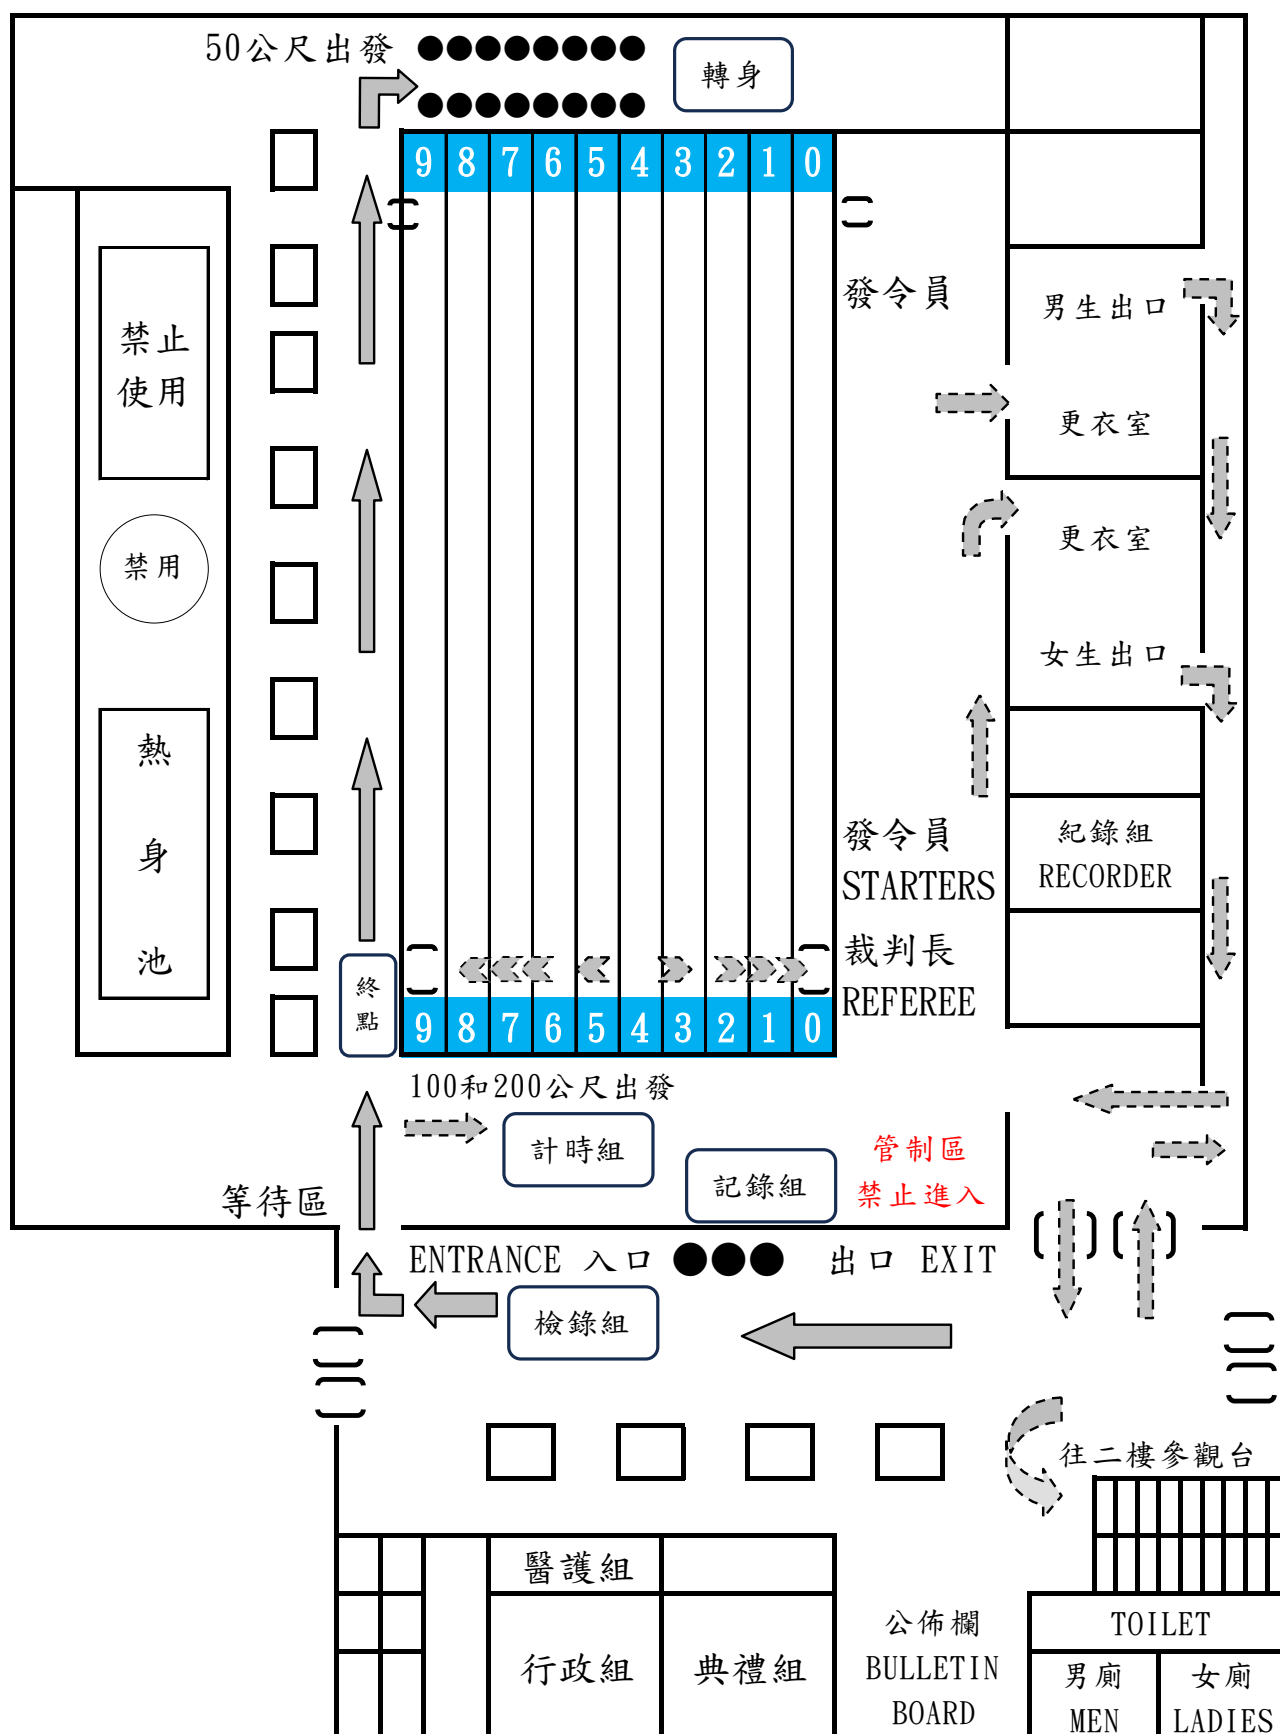 50公尺出發
轉身
9 8 7 6 5 4 3 2 1 0
發令員
男生出口
禁止
使用
更衣室
禁用
更衣室
女生出口
熱
身
池
發令員
STARTERS
紀錄組
RECORDER
裁判長
REFEREE
終
點
9 8 7 6 5 4 3 2 1 0
100和200公尺出發
計時組
記錄組
管制區
禁止進入
等待區
ENTRANCE 入口
出口 EXIT
檢錄組
往二樓參觀台
醫護組
行政組
典禮組
公佈欄
BULLETIN
BOARD
TOILET
男廁
MEN
女廁
LADIES